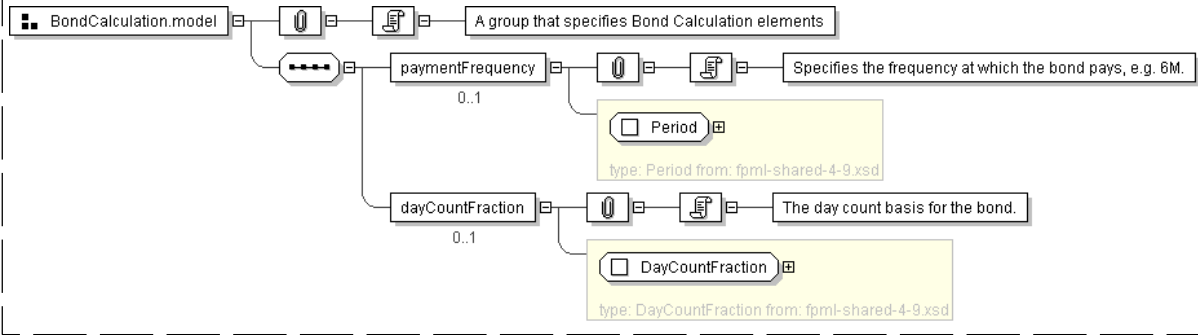 BondCalculation.model
A group that specifies Bond Calculation elements
paymentFrequency
Specifies the frequency at which the bond pays, e.g. 6M.
0..1
Period
type: Period from: fpml-shared-4-9.xsd
dayCountFraction
The day count basis for the bond.
0..1
DayCountFraction
type: DayCountFraction from: fpml-shared-4-9.xsd